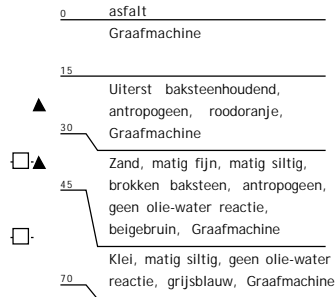 0 asfalt
Graafmachine
15
Uiterst baksteenhoudend,
antropogeen, roodoranje,
30 Graafmachine
Zand, matig fijn, matig siltig,
45 brokken baksteen, antropogeen,
geen olie-water reactie,
beigebruin, Graafmachine
Klei, matig siltig, geen olie-water
70 reactie, grijsblauw, Graafmachine